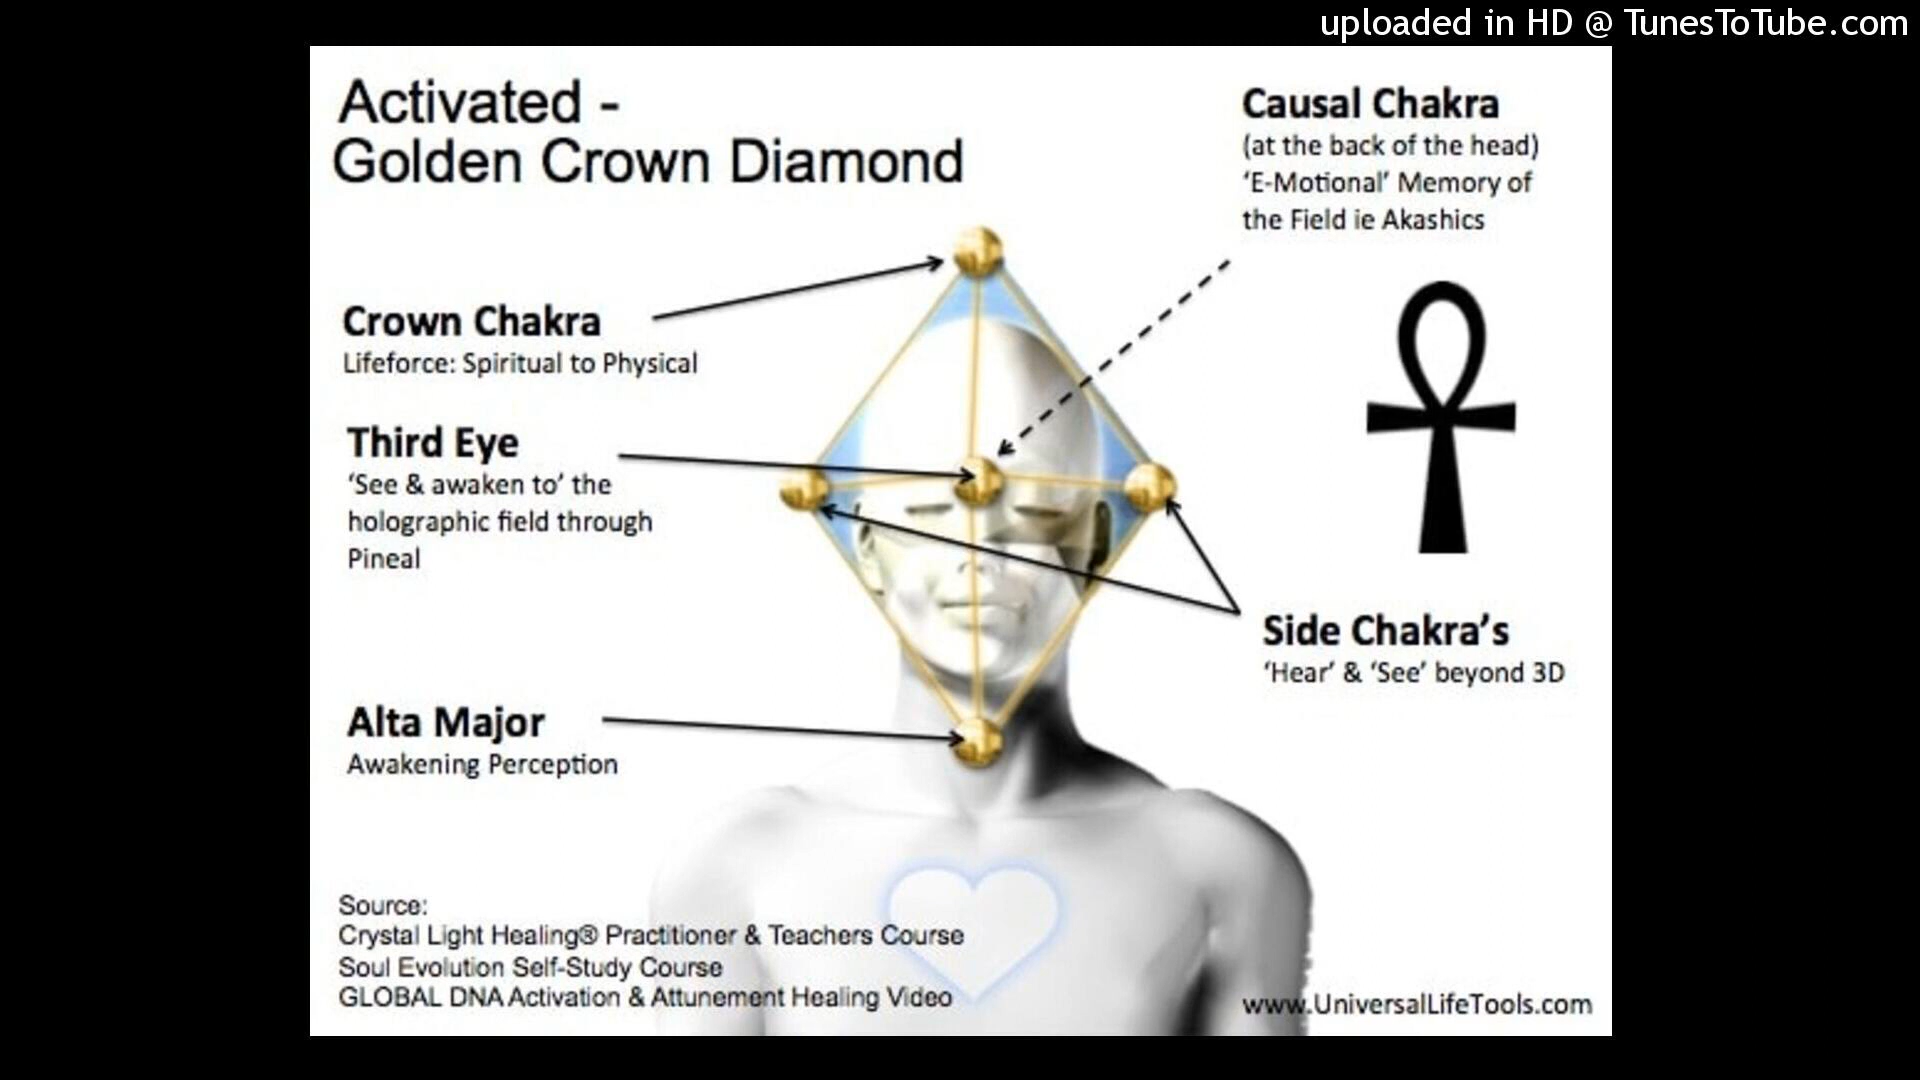 uploaded in HD @ TunesToTube.com
Activated -
Golden Crown Diamond
Causal Chakra
(at the back of the head)
‘E-Motional’ Memory of
the Field ie Akashics
Crown Chakra
Lifeforce: Spiritual to Physical
Third Eye
‘See & awaken to’ the
holographic field through
Pineal
Side Chakra’s
‘Hear’ & ‘See’ beyond 3D
Alta Major
Awakening Perception
Source:
Crystal Light Healing® Practitioner & Teachers Course
Soul Evolution Self-Study Course
GLOBAL DNA Activation & Attunement Healing Video
www.UniversalLifeTools.com